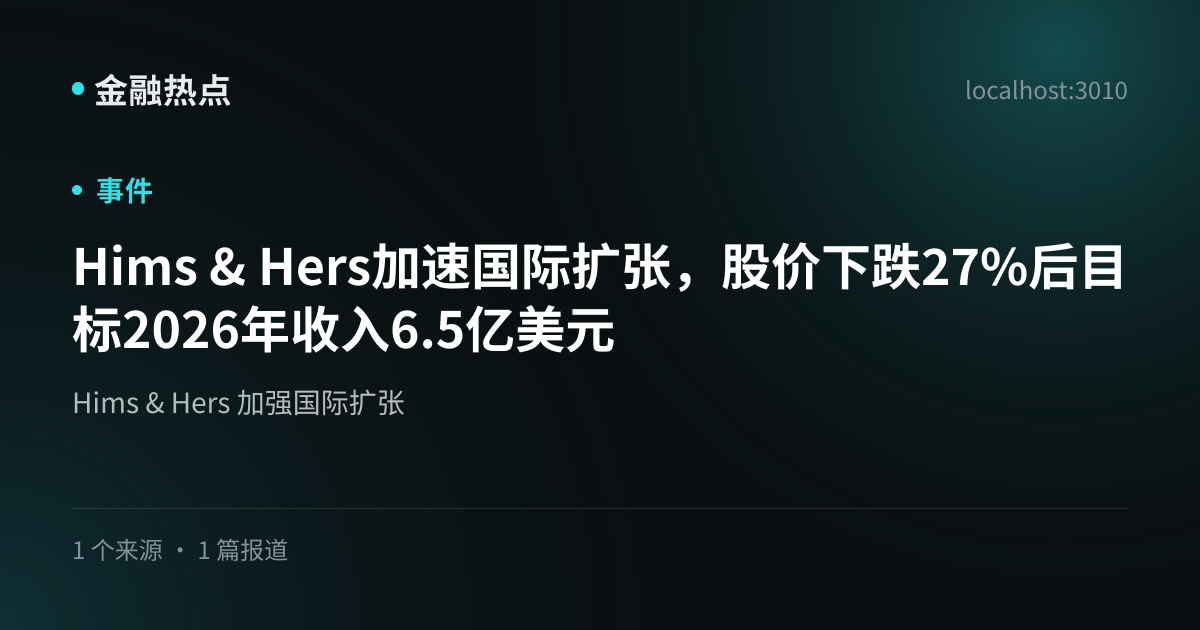 金融热点
localhost:3010
事件
Hims & Hers加速国际扩张，股价下跌27%后目
标2026年收入6.5亿美元
Hims & Hers 加强国际扩张
1 个来源 · 1 篇报道